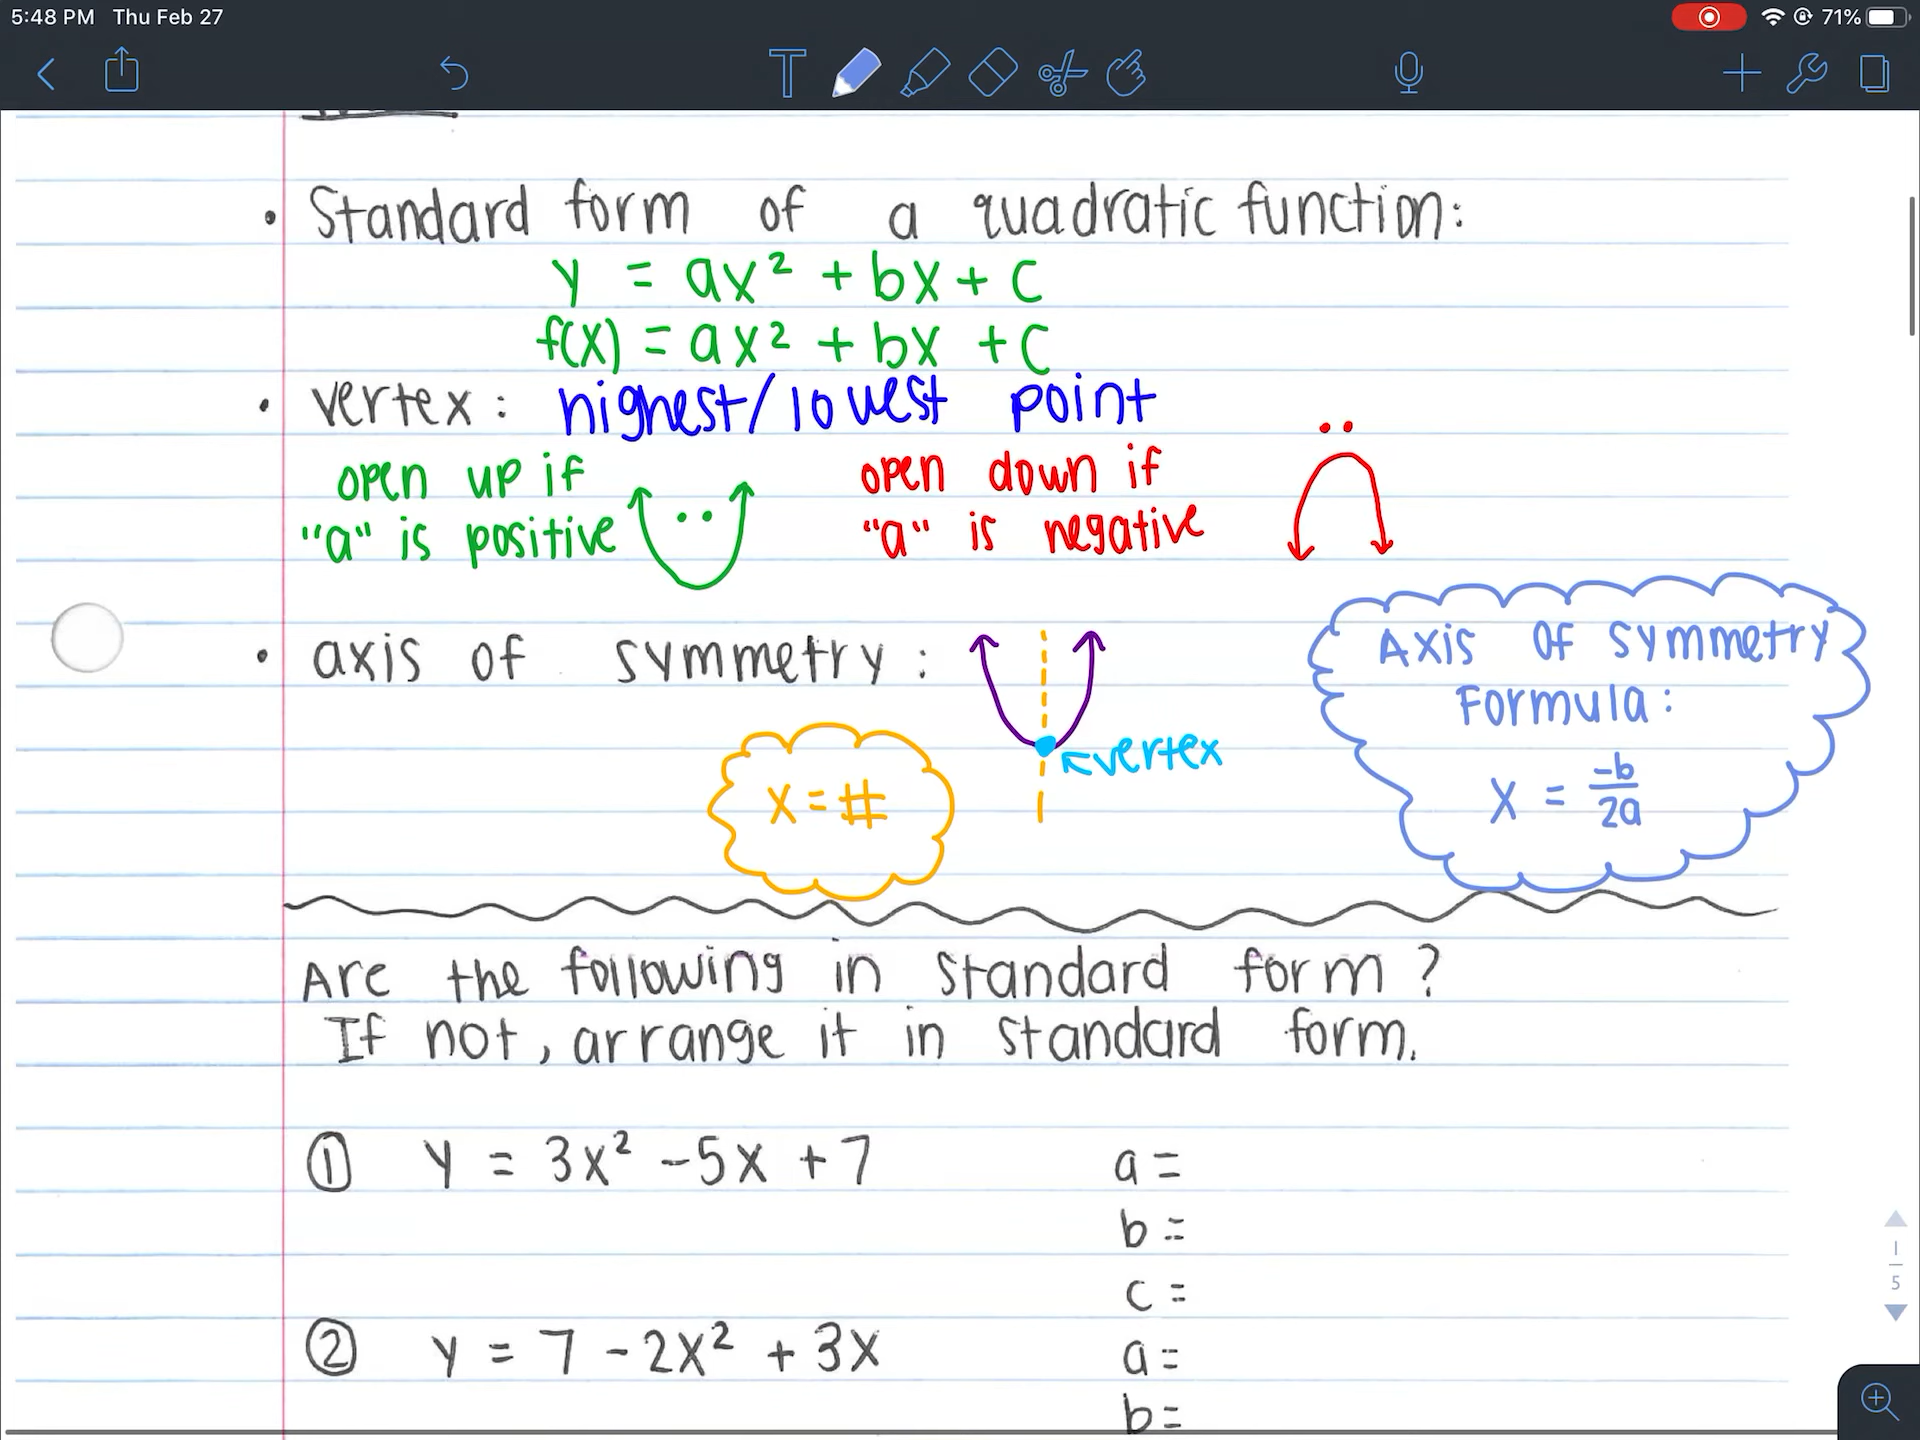 5:48 PM Thu Feb 27
71%
• Standard form of a quadratic function:
y = ax² + bx + c
f(x) = ax² + bx + c
• vertex: highest/lowest point
open up if
"a" is positive
open down if
"a" is negative
• axis of symmetry:
←vertex
x = #
Axis of symmetry
Formula:
x = -b/2a
Are the following in standard form?
If not, arrange it in standard form.
① y = 3x² - 5x + 7
a =
b =
c =
② y = 7 - 2x² + 3x
a =
b =
1
5